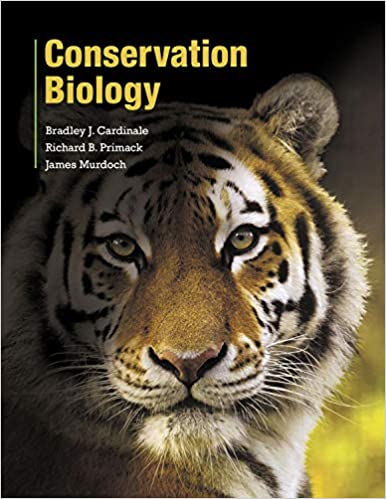 Conservation
Biology
Bradley J. Cardinale
Richard B. Primack
James Murdoch